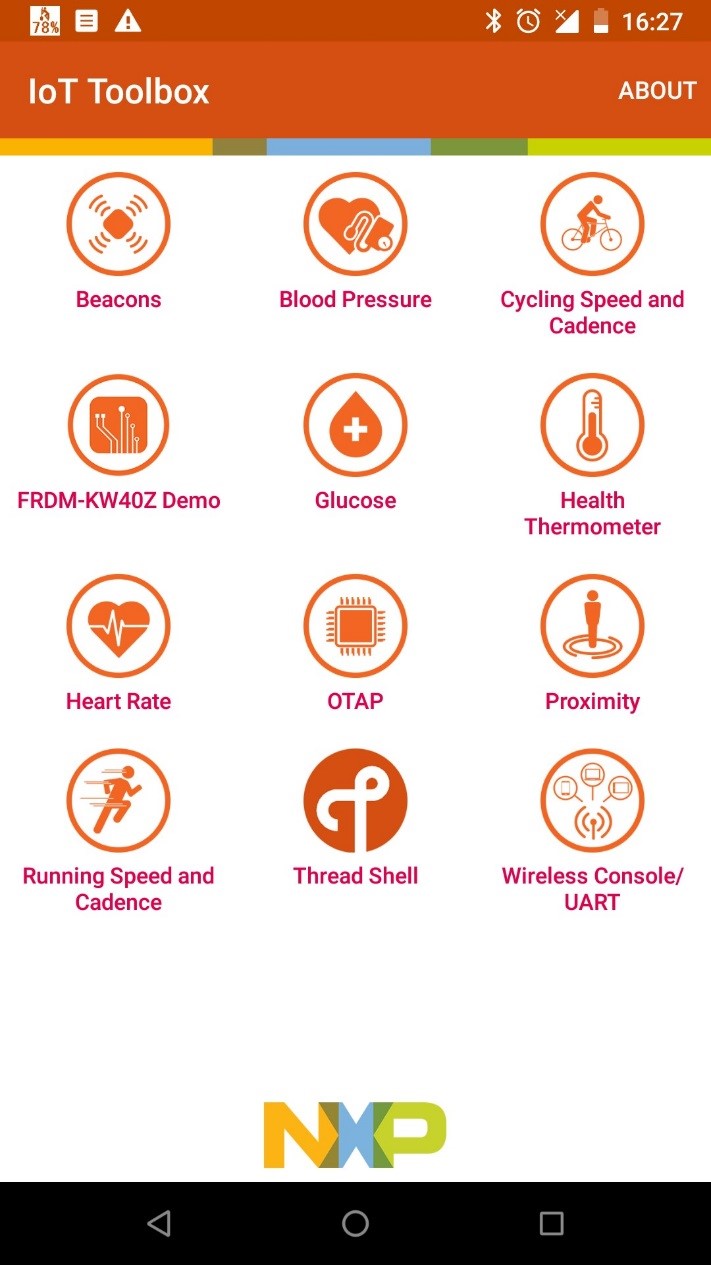 78%
16:27
IoT Toolbox
ABOUT
Beacons
Blood Pressure
Cycling Speed and
Cadence
FRDM-KW40Z Demo
Glucose
Health
Thermometer
Heart Rate
OTAP
Proximity
Running Speed and
Cadence
Thread Shell
Wireless Console/
UART
NXP